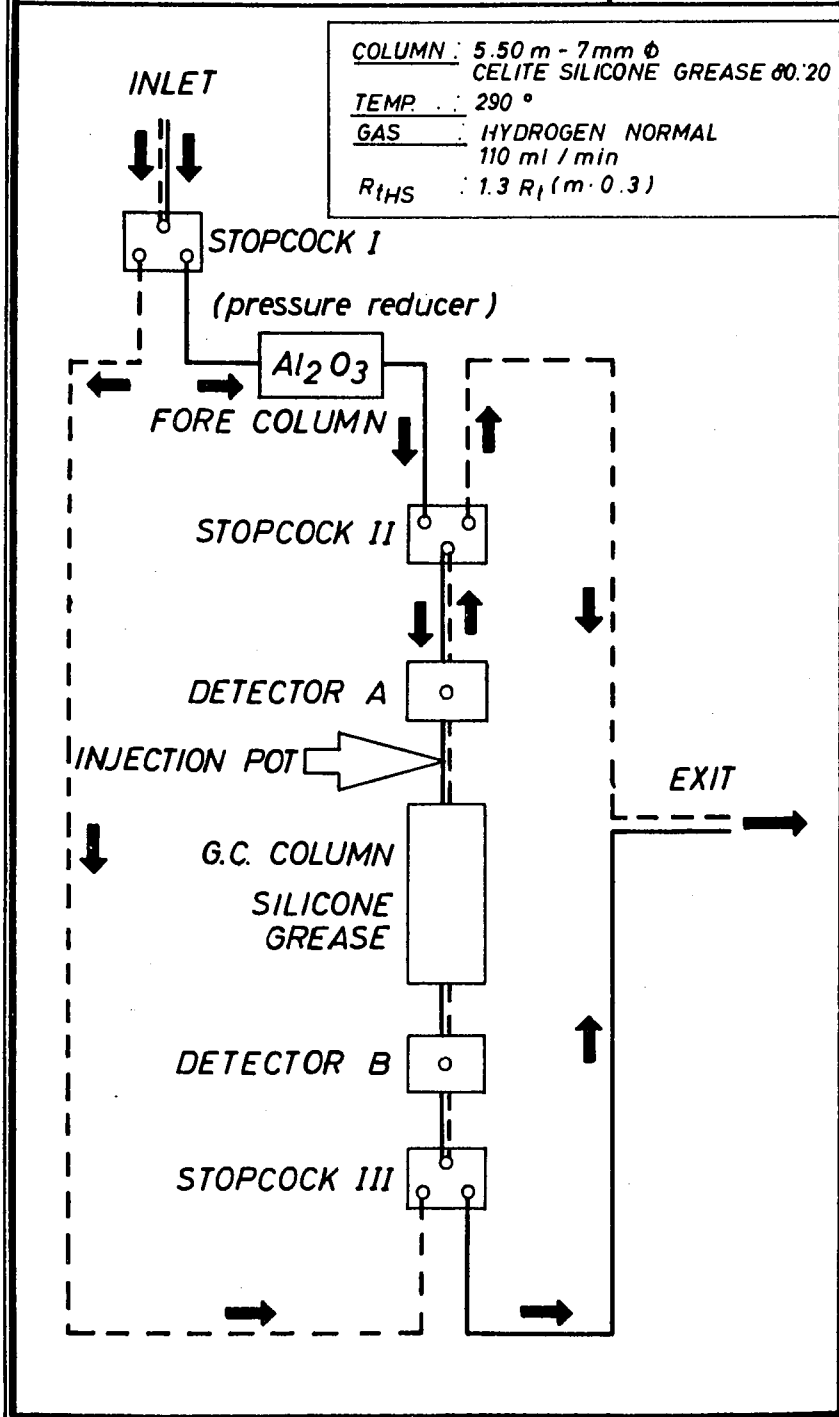 COLUMN : 5.50 m - 7mm ϕ
CELITE SILICONE GREASE 80:20
TEMP. : 290 °
GAS : HYDROGEN NORMAL
110 ml / min
RtHS : 1.3 Rt (m · 0.3)
INLET
STOPCOCK I
(pressure reducer)
Al2O3
FORE COLUMN
STOPCOCK II
DETECTOR A
INJECTION POT
EXIT
G.C. COLUMN
SILICONE
GREASE
DETECTOR B
STOPCOCK III